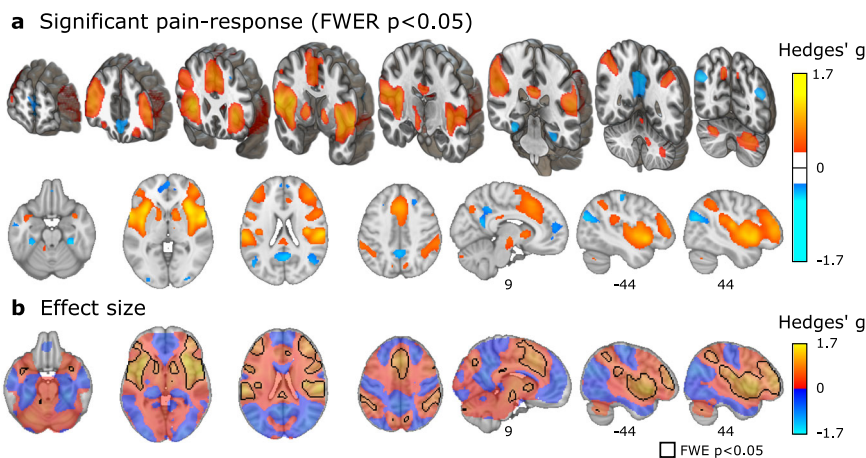 a Significant pain-response (FWER p<0.05)
Hedges' g
1.7
0
-1.7
9
-44
44
b Effect size
Hedges' g
1.7
0
-1.7
9
-44
44
FWE p<0.05